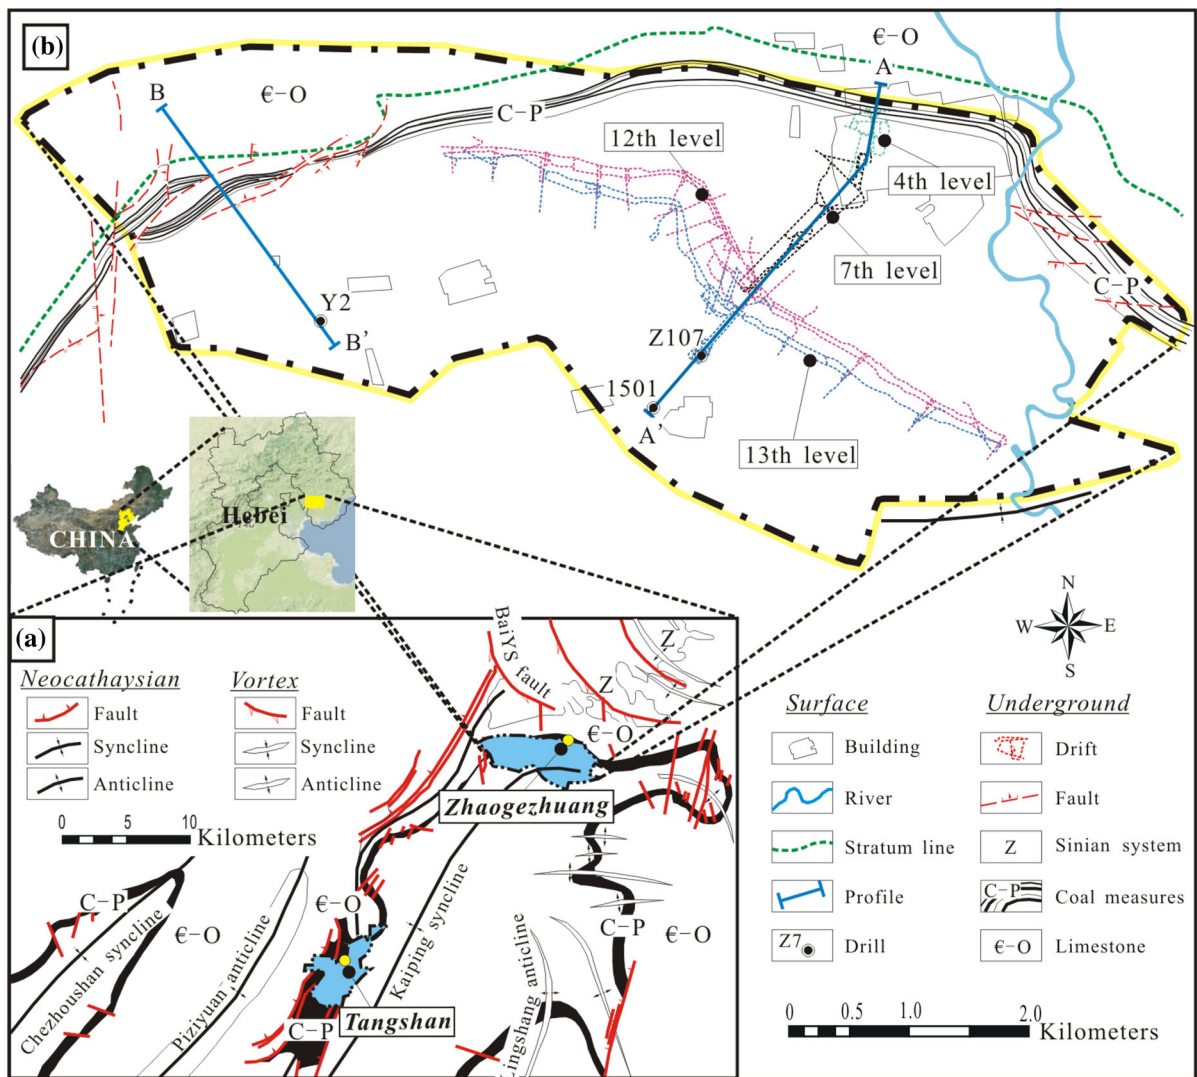 (b)
B
€-O
€-O
A
C-P
12th level
4th level
7th level
C-P
Y2
B'
Z107
1501
A'
13th level
CHINA
Hebei
N
W
E
S
(a)
BaiYS fault
Z
Z
€-O
Neocathaysian
Vortex
Fault
Fault
Syncline
Syncline
Anticline
Anticline
0 5 10
Kilometers
Zhaogezhuang
C-P
€-O
€-O
C-P
€-O
Chezhoushan syncline
Piziyuan anticline
Kaiping syncline
anticline
C-P
Tangshan
Surface
Underground
Building
Drift
River
Fault
Stratum line
Z
Sinian system
Profile
C-P
Coal measures
Z7
Drill
€-O
Limestone
0 0.5 1.0 2.0
Kilometers